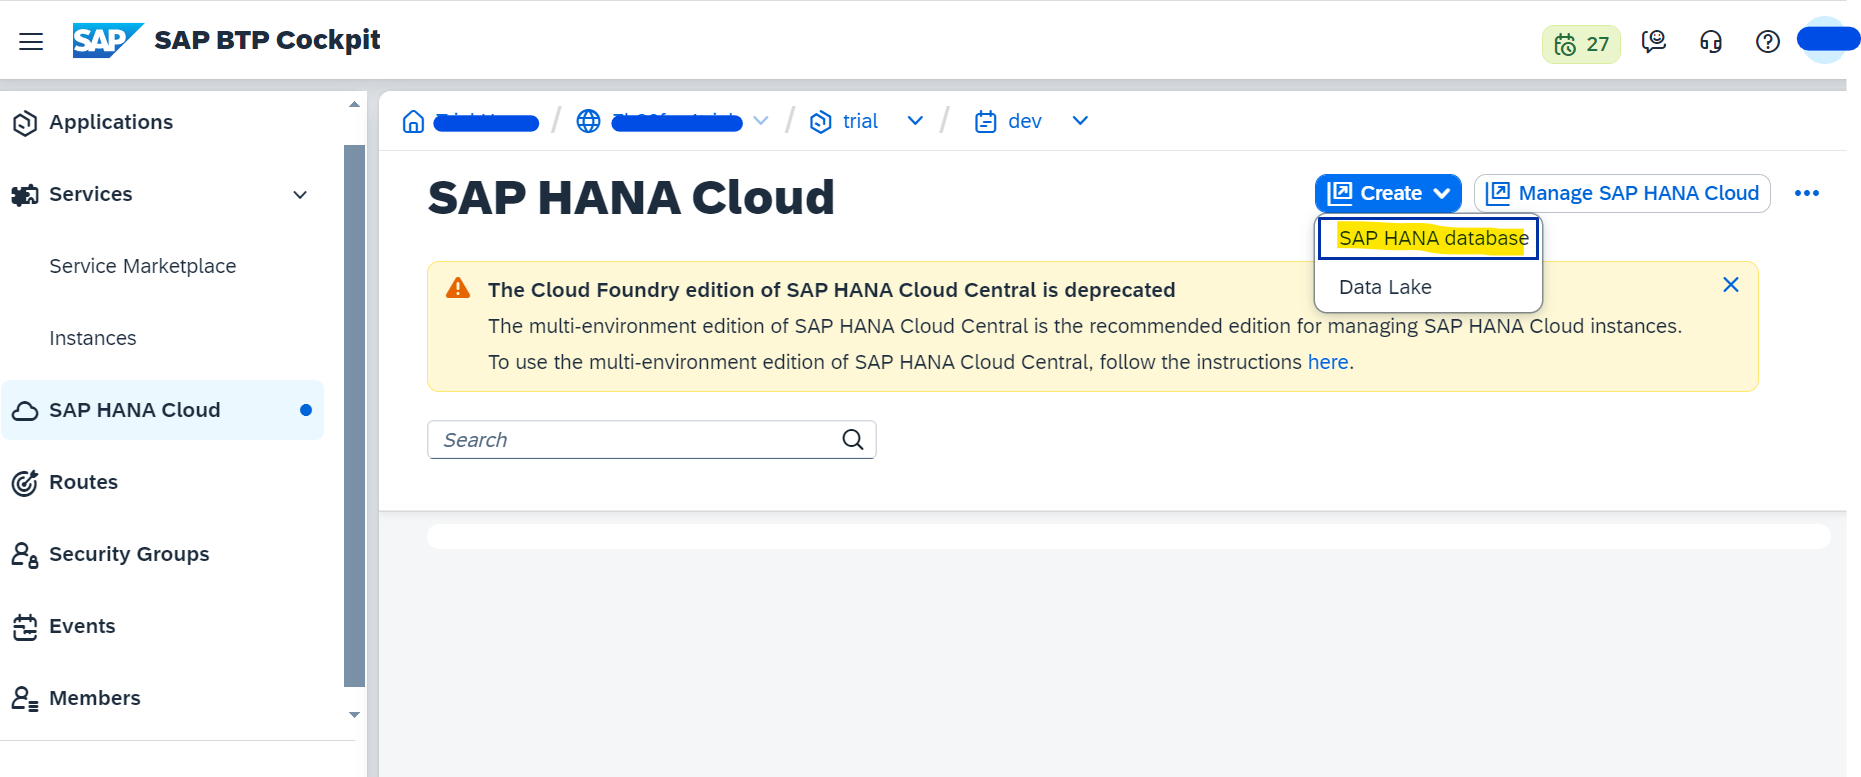 SAP SAP BTP Cockpit
27
Applications
Services
Service Marketplace
Instances
SAP HANA Cloud
Routes
Security Groups
Events
Members
trial
dev
SAP HANA Cloud
Create
Manage SAP HANA Cloud
SAP HANA database
Data Lake
The Cloud Foundry edition of SAP HANA Cloud Central is deprecated
The multi-environment edition of SAP HANA Cloud Central is the recommended edition for managing SAP HANA Cloud instances.
To use the multi-environment edition of SAP HANA Cloud Central, follow the instructions here.
Search